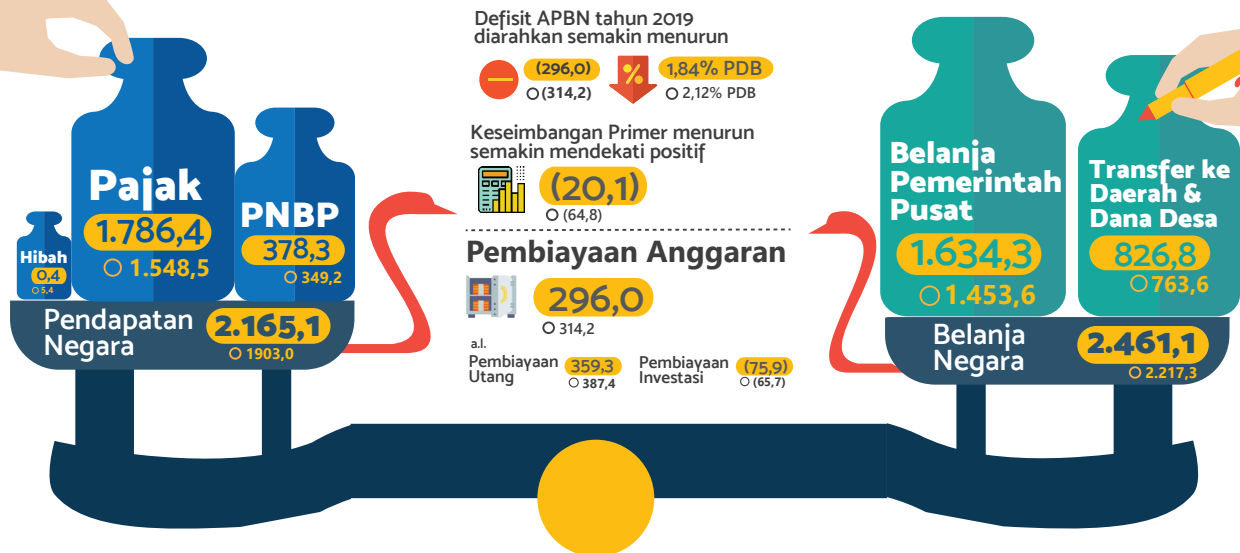 Defisit APBN tahun 2019
diarahkan semakin menurun
(296,0)
(314,2)
%
1,84% PDB
2,12% PDB
Keseimbangan Primer menurun
semakin mendekati positif
(20,1)
(64,8)
Pembiayaan Anggaran
296,0
314,2
a.l.
Pembiayaan
Utang
359,3
387,4
Pembiayaan
Investasi
(75,9)
(65,7)
Hibah
0,4
5,4
Pajak
1.786,4
1.548,5
PNBP
378,3
349,2
Pendapatan
Negara
2.165,1
1903,0
Belanja
Pemerintah
Pusat
1.634,3
1.453,6
Transfer ke
Daerah &
Dana Desa
826,8
763,6
Belanja
Negara
2.461,1
2.217,3